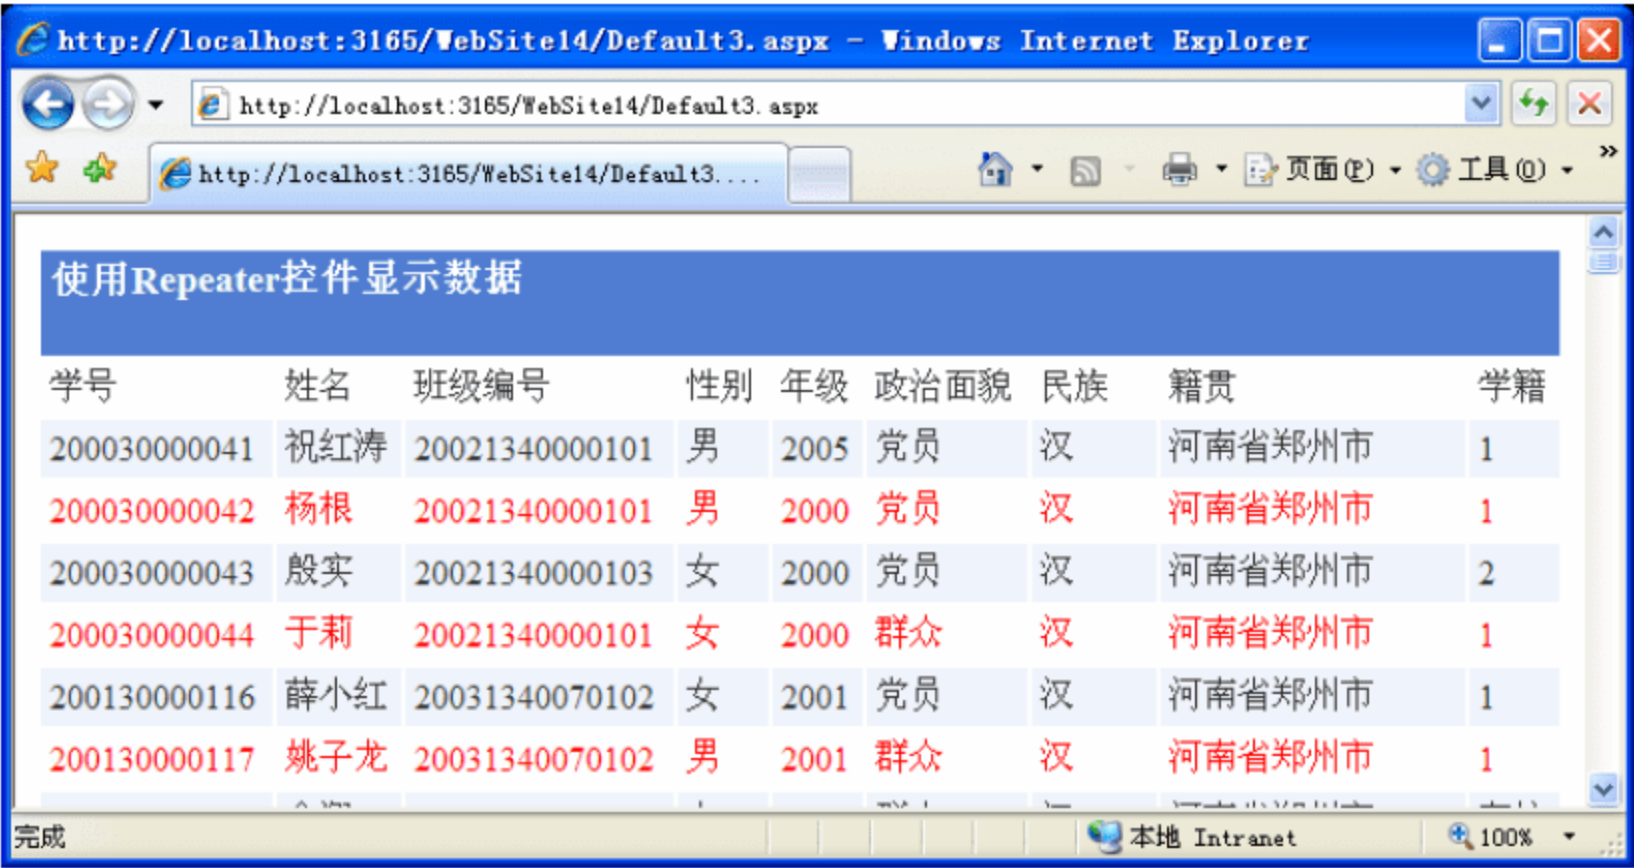 http://localhost:3165/WebSite14/Default3.aspx - Windows Internet Explorer
http://localhost:3165/WebSite14/Default3.aspx
http://localhost:3165/WebSite14/Default3.... 页面(P) 工具(O) »
使用Repeater控件显示数据
学号 姓名 班级编号 性别 年级 政治面貌 民族 籍贯 学籍
200030000041 祝红涛 20021340000101 男 2005 党员 汉 河南省郑州市 1
200030000042 杨根 20021340000101 男 2000 党员 汉 河南省郑州市 1
200030000043 殷实 20021340000103 女 2000 党员 汉 河南省郑州市 2
200030000044 于莉 20021340000101 女 2000 群众 汉 河南省郑州市 1
200130000116 薛小红 20031340070102 女 2001 党员 汉 河南省郑州市 1
200130000117 姚子龙 20031340070102 男 2001 群众 汉 河南省郑州市 1
完成 本地 Intranet 100%